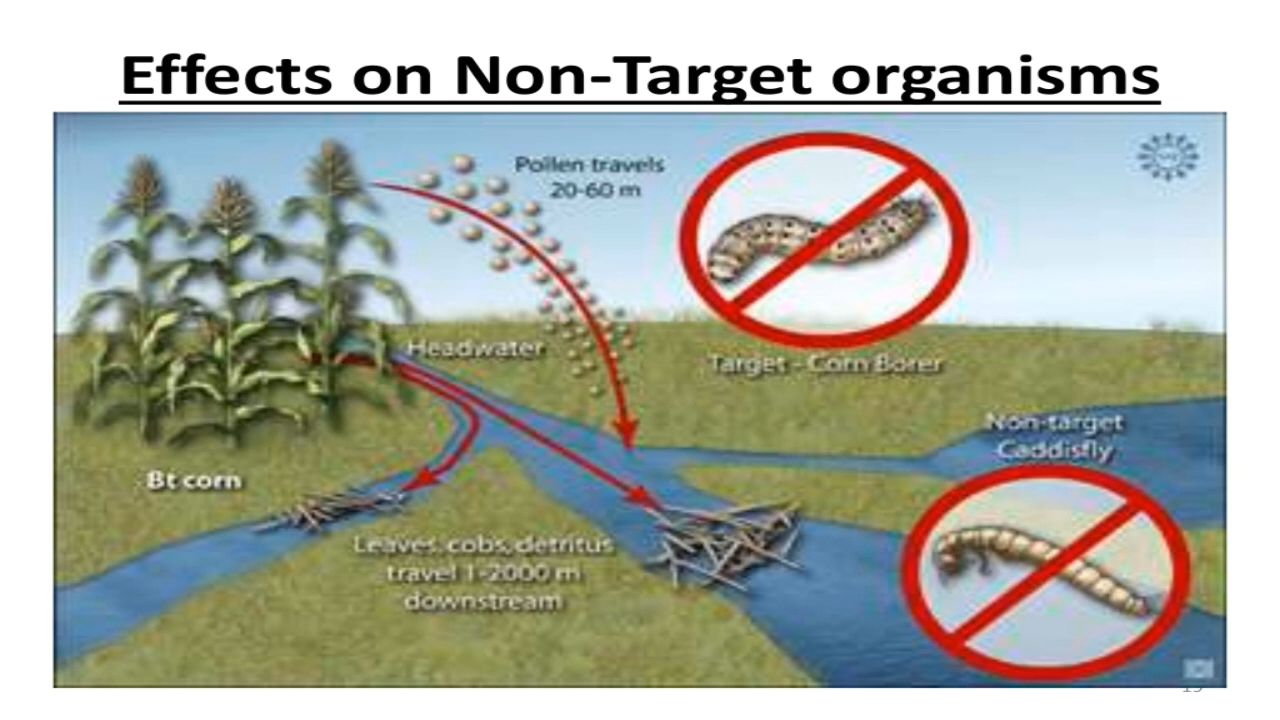 Effects on Non-Target organisms
Pollen travels
20-60 m
Headwater
Target - Corn Borer
Non-target
Caddisfly
Bt corn
Leaves, cobs, detritus
travel 1-2000 m
downstream